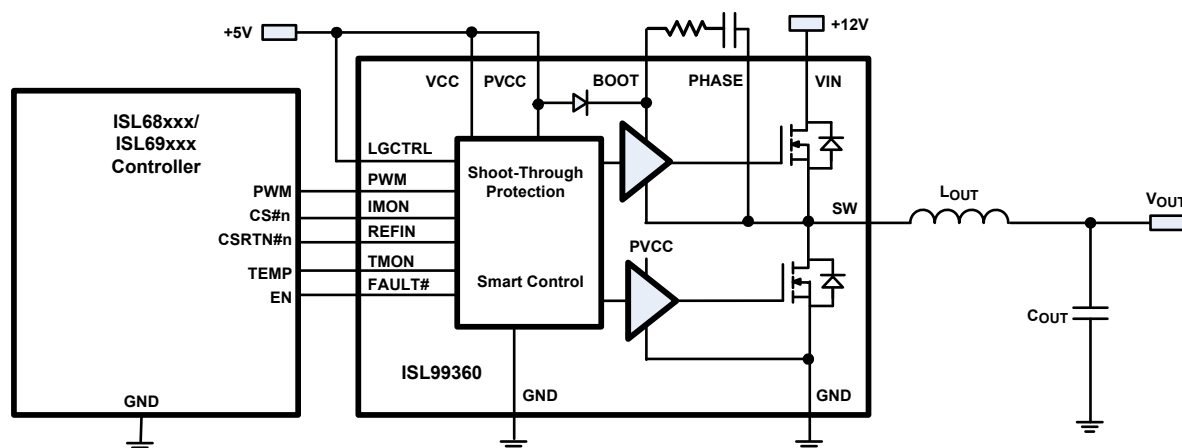 +5V
+12V
VCC
PVCC
BOOT
PHASE
VIN
ISL68xxx/
ISL69xxx
Controller
PWM
CS#n
CSRTN#n
TEMP
EN
GND
LGCTRL
PWM
IMON
REFIN
TMON
FAULT#
Shoot-Through
Protection
Smart Control
PVCC
SW
ISL99360
GND
GND
LOUT
VOUT
COUT